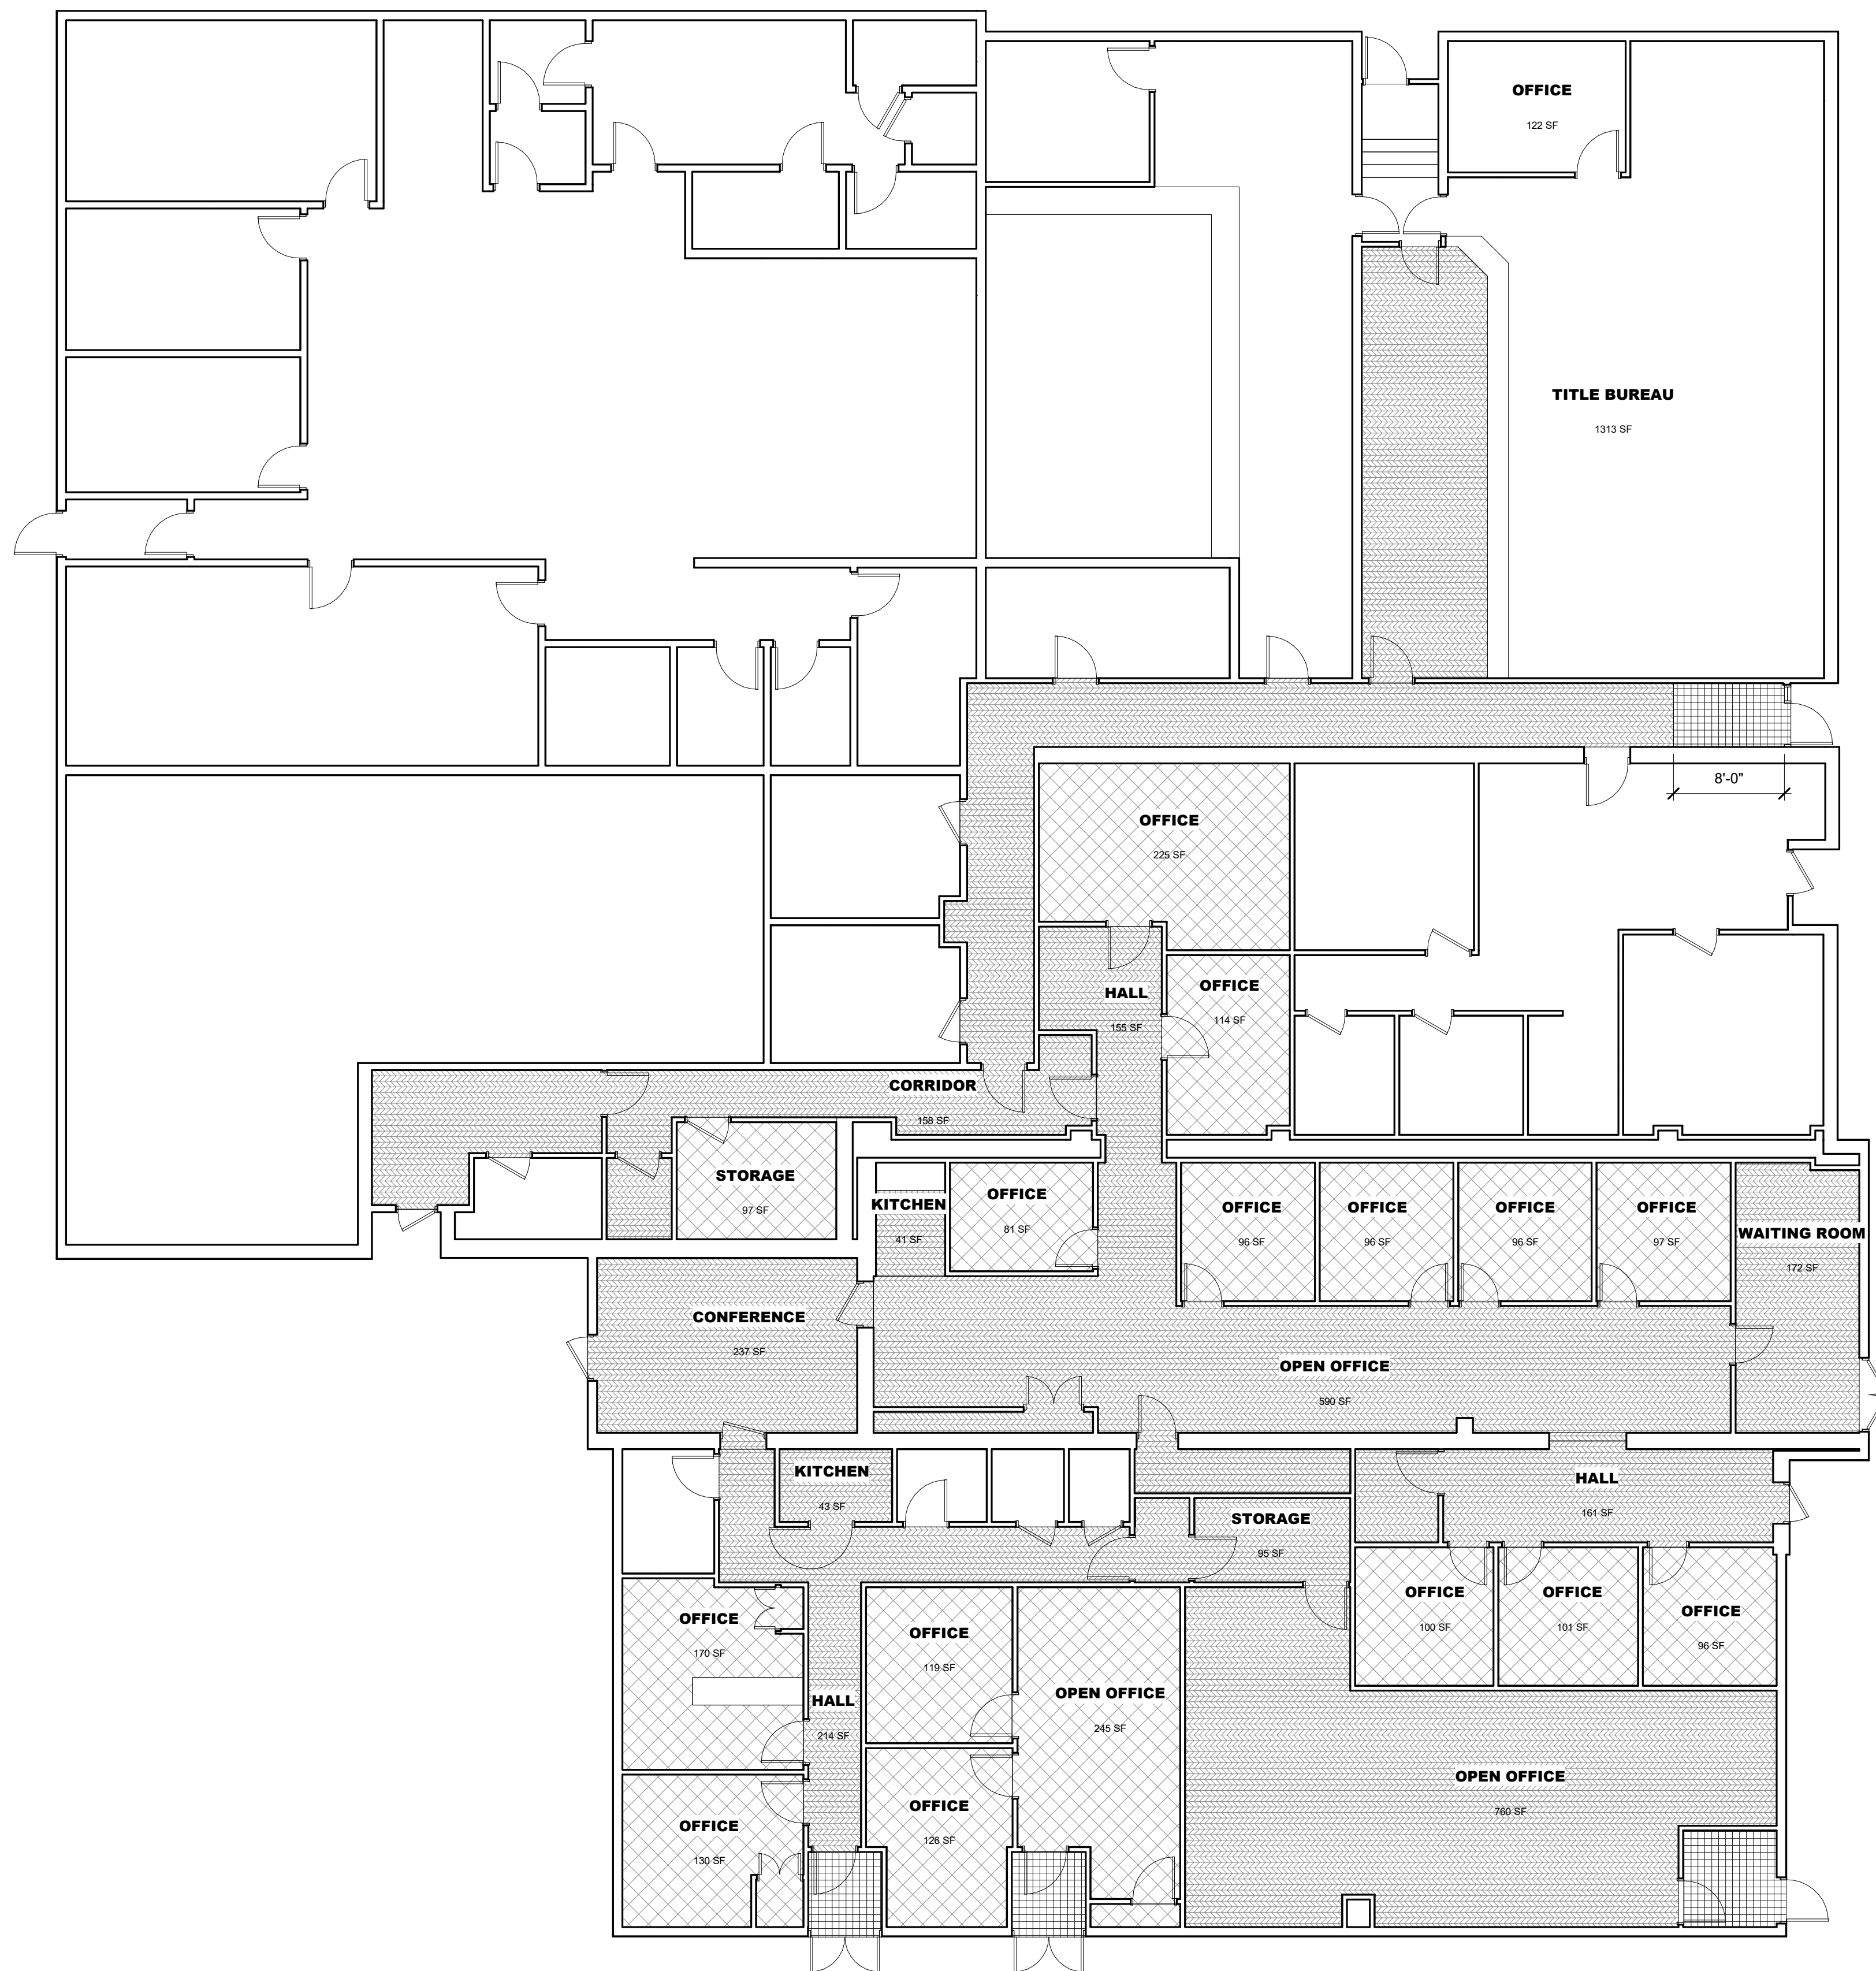 OFFICE
122 SF
TITLE BUREAU
1313 SF
8'-0"
OFFICE
225 SF
HALL
155 SF
OFFICE
114 SF
CORRIDOR
158 SF
STORAGE
97 SF
KITCHEN
41 SF
OFFICE
81 SF
OFFICE
96 SF
OFFICE
96 SF
OFFICE
96 SF
OFFICE
97 SF
WAITING ROOM
172 SF
CONFERENCE
237 SF
OPEN OFFICE
590 SF
KITCHEN
43 SF
HALL
161 SF
STORAGE
95 SF
OFFICE
170 SF
OFFICE
119 SF
OFFICE
100 SF
OFFICE
101 SF
OFFICE
96 SF
HALL
214 SF
OPEN OFFICE
245 SF
OPEN OFFICE
760 SF
OFFICE
130 SF
OFFICE
126 SF